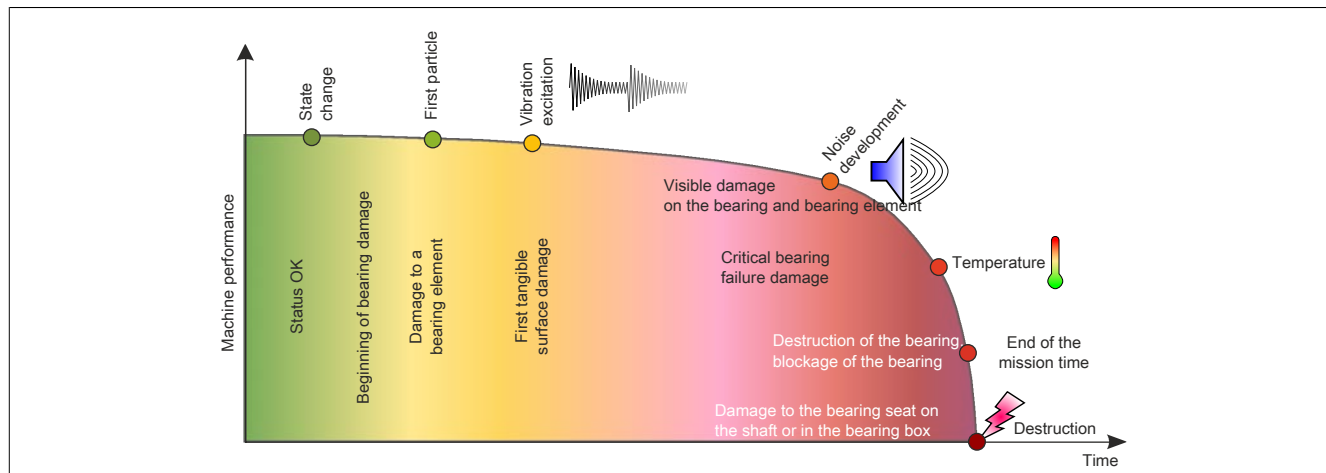 State
change
First particle
Vibration
excitation
Noise
development
Machine performance
Status OK
Beginning of bearing damage
Damage to a
bearing element
First tangible
surface damage
Visible damage
on the bearing and bearing element
Critical bearing
failure damage
Temperature
Destruction of the bearing,
blockage of the bearing
End of the
mission time
Damage to the bearing seat on
the shaft or in the bearing box
Destruction
Time